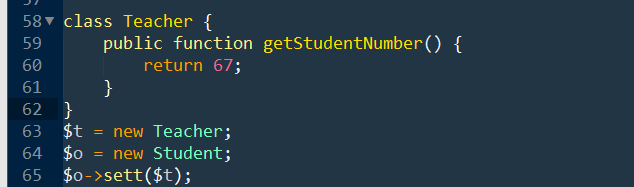 58 class Teacher {
59 public function getStudentNumber() {
60 return 67;
61 }
62 }
63 $t = new Teacher;
64 $o = new Student;
65 $o->sett($t);